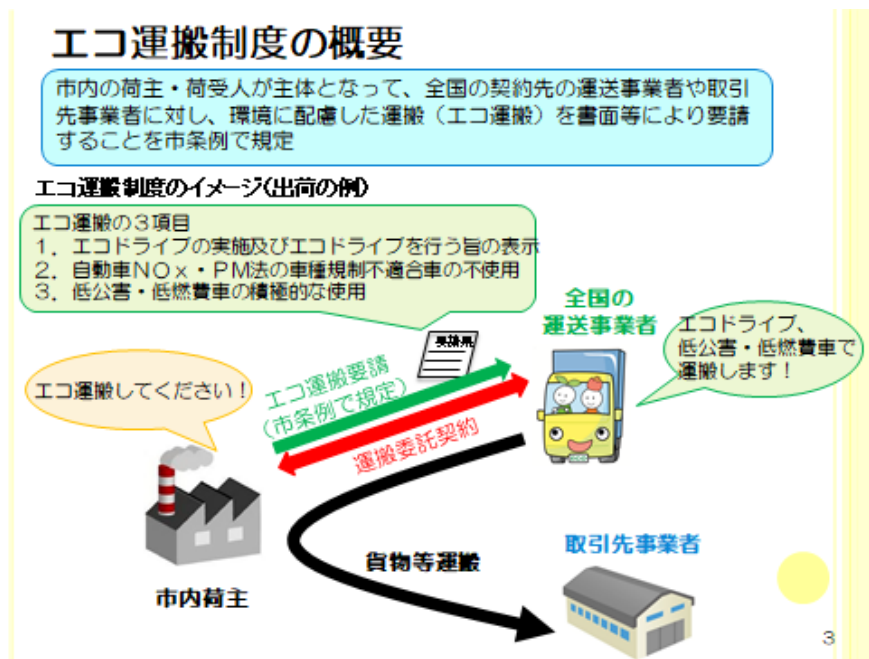 エコ運搬制度の概要
市内の荷主・荷受人が主体となって、全国の契約先の運送事業者や取引
先事業者に対し、環境に配慮した運搬（エコ運搬）を書面等により要請
することを市条例で規定
エコ運搬制度のイメージ（出荷の例）
エコ運搬の３項目
１．エコドライブの実施及びエコドライブを行う旨の表示
２．自動車ＮＯｘ・ＰＭ法の車種規制不適合車の不使用
３．低公害・低燃費車の積極的な使用
全国の
運送事業者
エコドライブ、
低公害・低燃費車で
運搬します！
エコ運搬してください！
エコ運搬要請
（市条例で規定）
運搬委託契約
貨物等運搬
市内荷主
取引先事業者
3